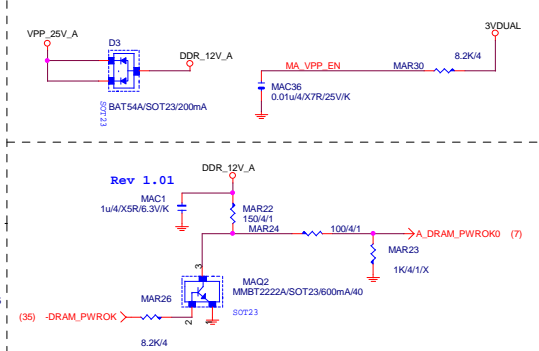 VPP_25V_A
D3
DDR_12V_A
SOT23
BAT54A/SOT23/200mA
3VDUAL
8.2K/4
MA_VPP_EN
MAR30
MAC36
0.01u/4/X7R/25V/K
Rev 1.01
DDR_12V_A
MAC1
1u/4/X5R/6.3V/K
MAR22
150/4/1
MAR24
100/4/1
A_DRAM_PWROK0 (7)
MAR23
1K/4/1/X
3
MAQ2
MMBT2222A/SOT23/600mA/40
SOT23
MAR26
(35) -DRAM_PWROK
2
1
8.2K/4